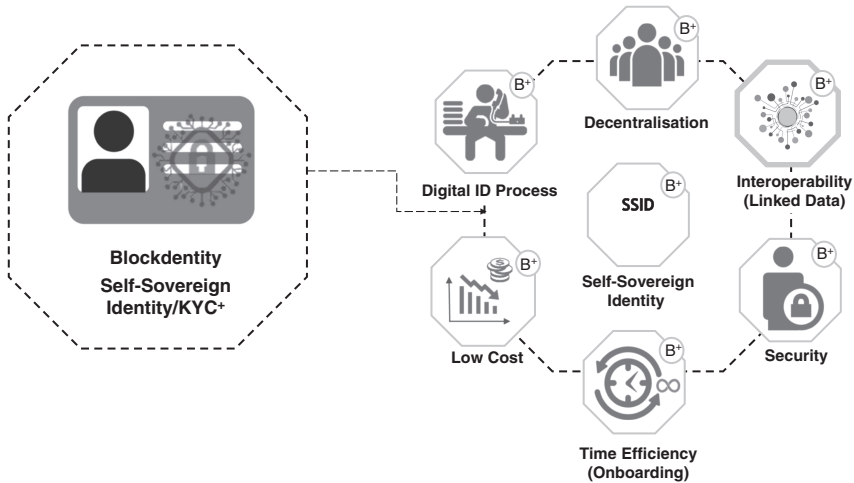 Blockdentity
Self-Sovereign
Identity/KYC+
B+
Digital ID Process
B+
Decentralisation
B+
Interoperability
(Linked Data)
B+
SSID
Self-Sovereign
Identity
B+
$
Low Cost
B+
Security
B+
∞
Time Efficiency
(Onboarding)